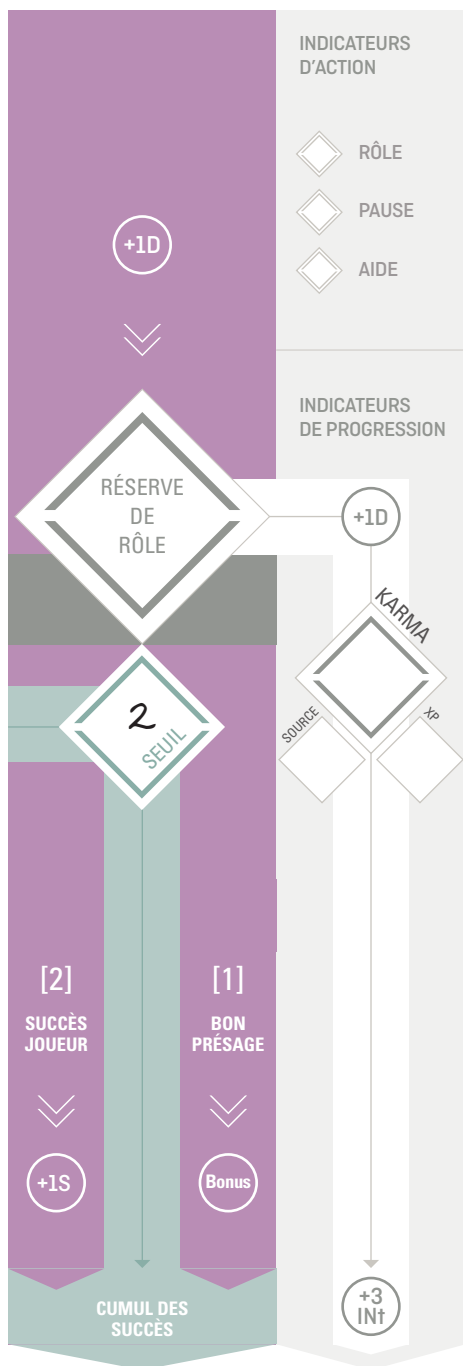 INDICATEURS
D'ACTION
RÔLE
PAUSE
AIDE
+1D
INDICATEURS
DE PROGRESSION
RÉSERVE
DE
RÔLE
+1D
KARMA
SOURCE
XP
2
SEUIL
[2]
SUCCÈS
JOUEUR
+1S
[1]
BON
PRÉSAGE
Bonus
CUMUL DES
SUCCÈS
+3
INt